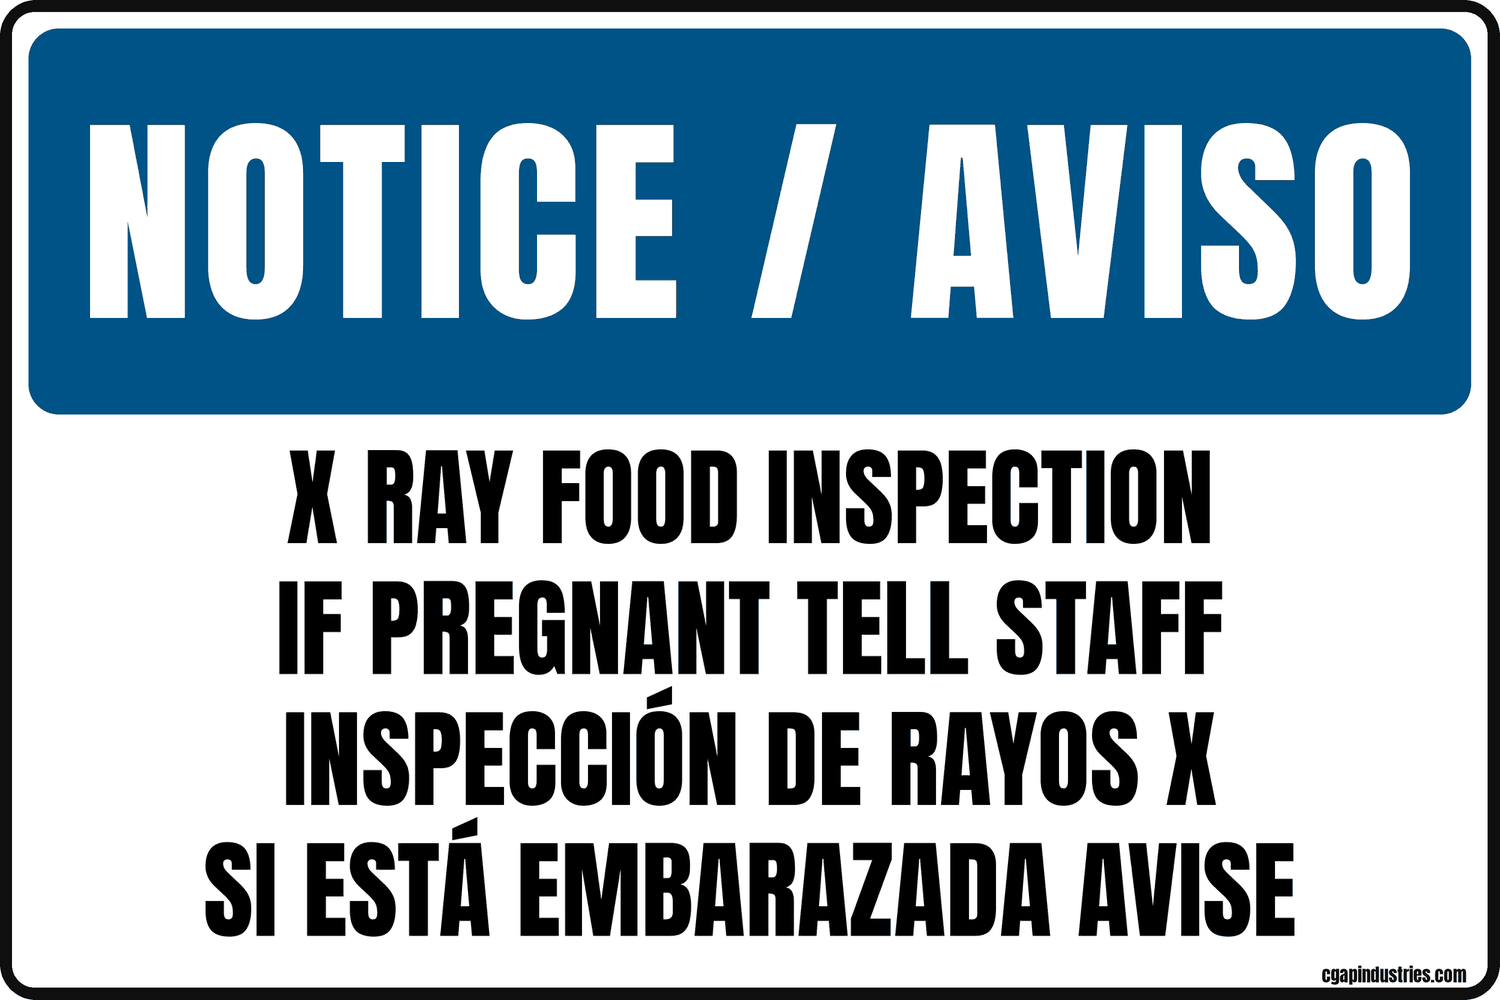 NOTICE / AVISO
X RAY FOOD INSPECTION
IF PREGNANT TELL STAFF
INSPECCIÓN DE RAYOS X
SI ESTÁ EMBARAZADA AVISE
cgapindustries.com